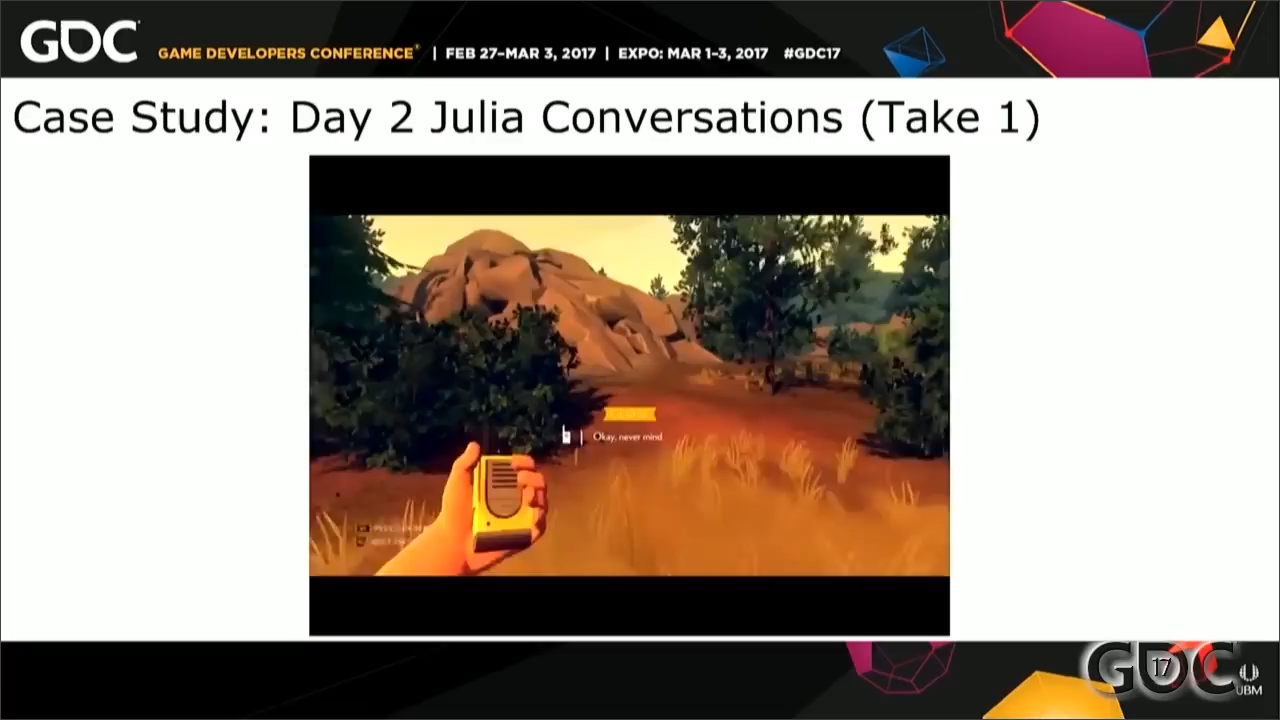 GDC GAME DEVELOPERS CONFERENCE® | FEB 27–MAR 3, 2017 | EXPO: MAR 1–3, 2017 #GDC17
Case Study: Day 2 Julia Conversations (Take 1)
Okay, never mind
GDC 17
UBM